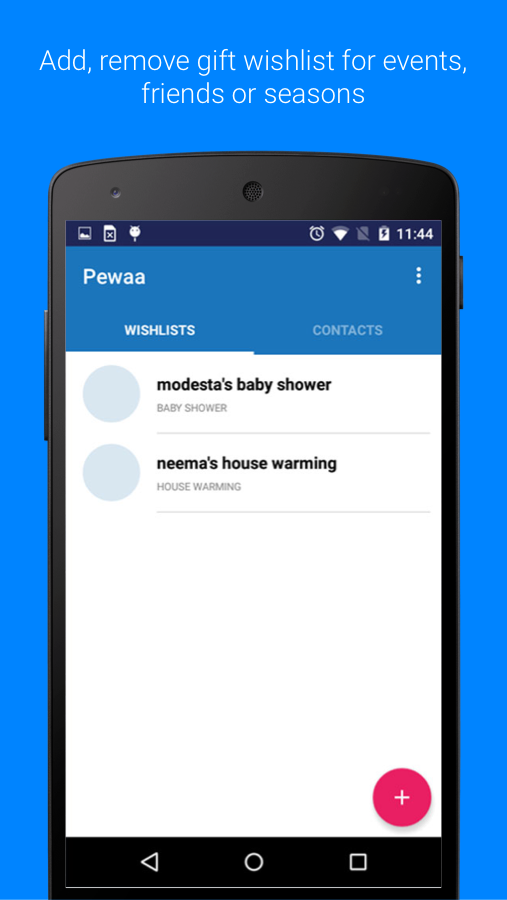 Add, remove gift wishlist for events,
friends or seasons
11:44
Pewaa
WISHLISTS
CONTACTS
modesta's baby shower
BABY SHOWER
neema's house warming
HOUSE WARMING